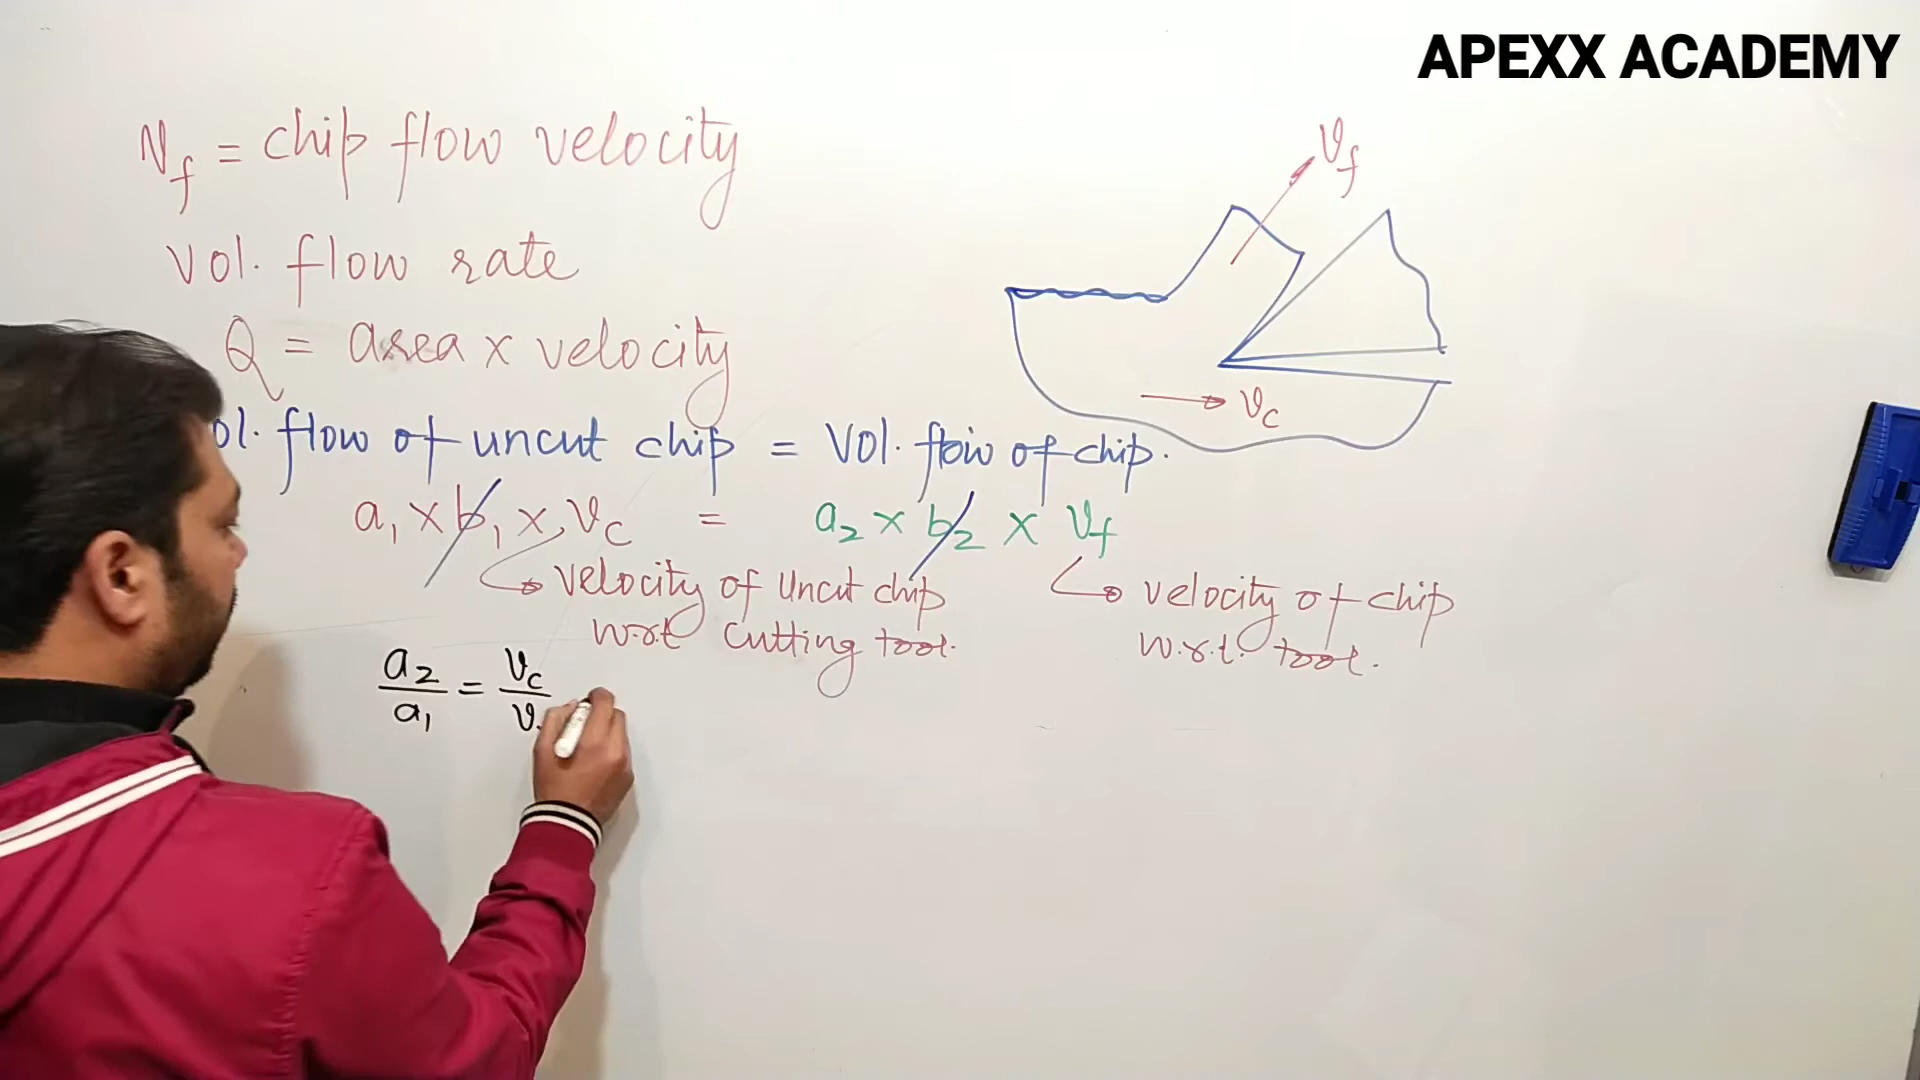 APEXX ACADEMY
Vf = chip flow velocity
Vf
Vol. flow rate
Q = area x velocity
Vc
ol. flow of uncut chip = Vol. flow of chip.
a1 x b1 x Vc = a2 x b2 x Vf
velocity of uncut chip
w.r.t cutting tool.
velocity of chip
w.r.t. tool.
a2/a1 = Vc/V